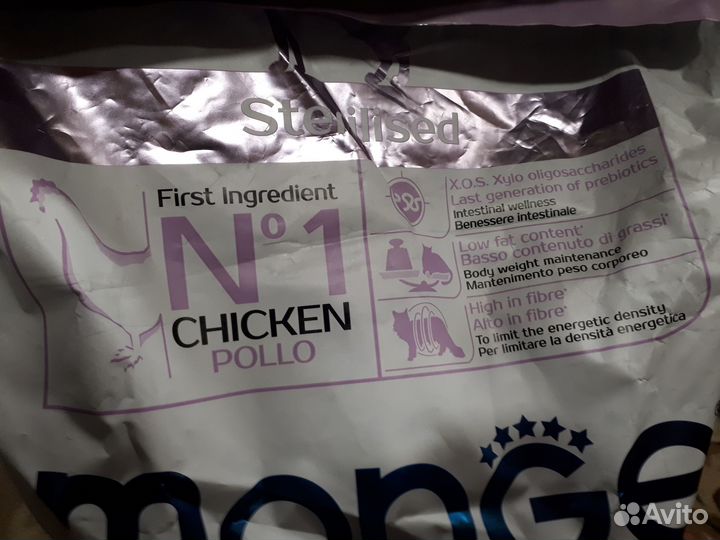 Sterilised
First Ingredient
Nº1
CHICKEN
POLLO
X.O.S. Xylo oligosaccharides
Last generation of prebiotics
Intestinal wellness
Benessere intestinale
Low fat content*
Basso contenuto di grassi*
Body weight maintenance
Mantenimento peso corporeo
High in fibre*
Alto in fibre*
To limit the energetic density
Per limitare la densità energetica
monge
Avito